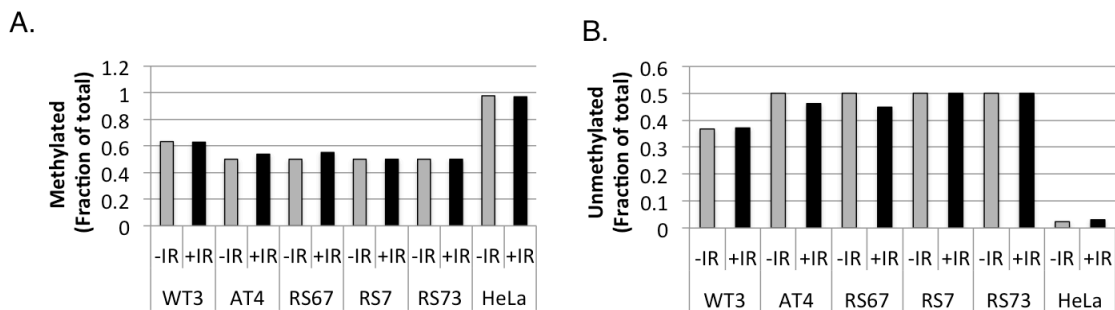 A.
Methylated
(Fraction of total)
1.2
1
0.8
0.6
0.4
0.2
0
-IR +IR -IR +IR -IR +IR -IR +IR -IR +IR -IR +IR
WT3 AT4 RS67 RS7 RS73 HeLa
B.
Unmethylated
(Fraction of total)
0.6
0.5
0.4
0.3
0.2
0.1
0
-IR +IR -IR +IR -IR +IR -IR +IR -IR +IR -IR +IR
WT3 AT4 RS67 RS7 RS73 HeLa